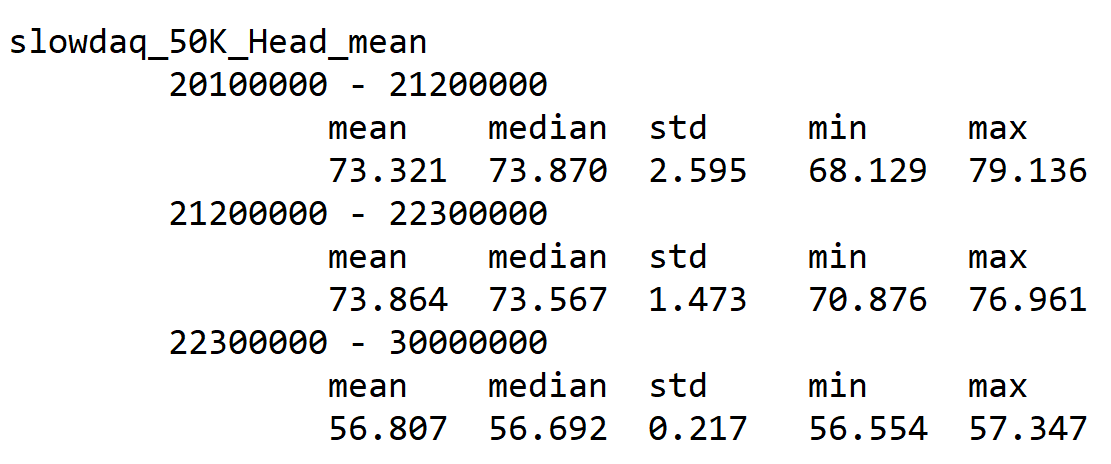 slowdaq_50K_Head_mean
20100000 - 21200000
mean median std min max
73.321 73.870 2.595 68.129 79.136
21200000 - 22300000
mean median std min max
73.864 73.567 1.473 70.876 76.961
22300000 - 30000000
mean median std min max
56.807 56.692 0.217 56.554 57.347